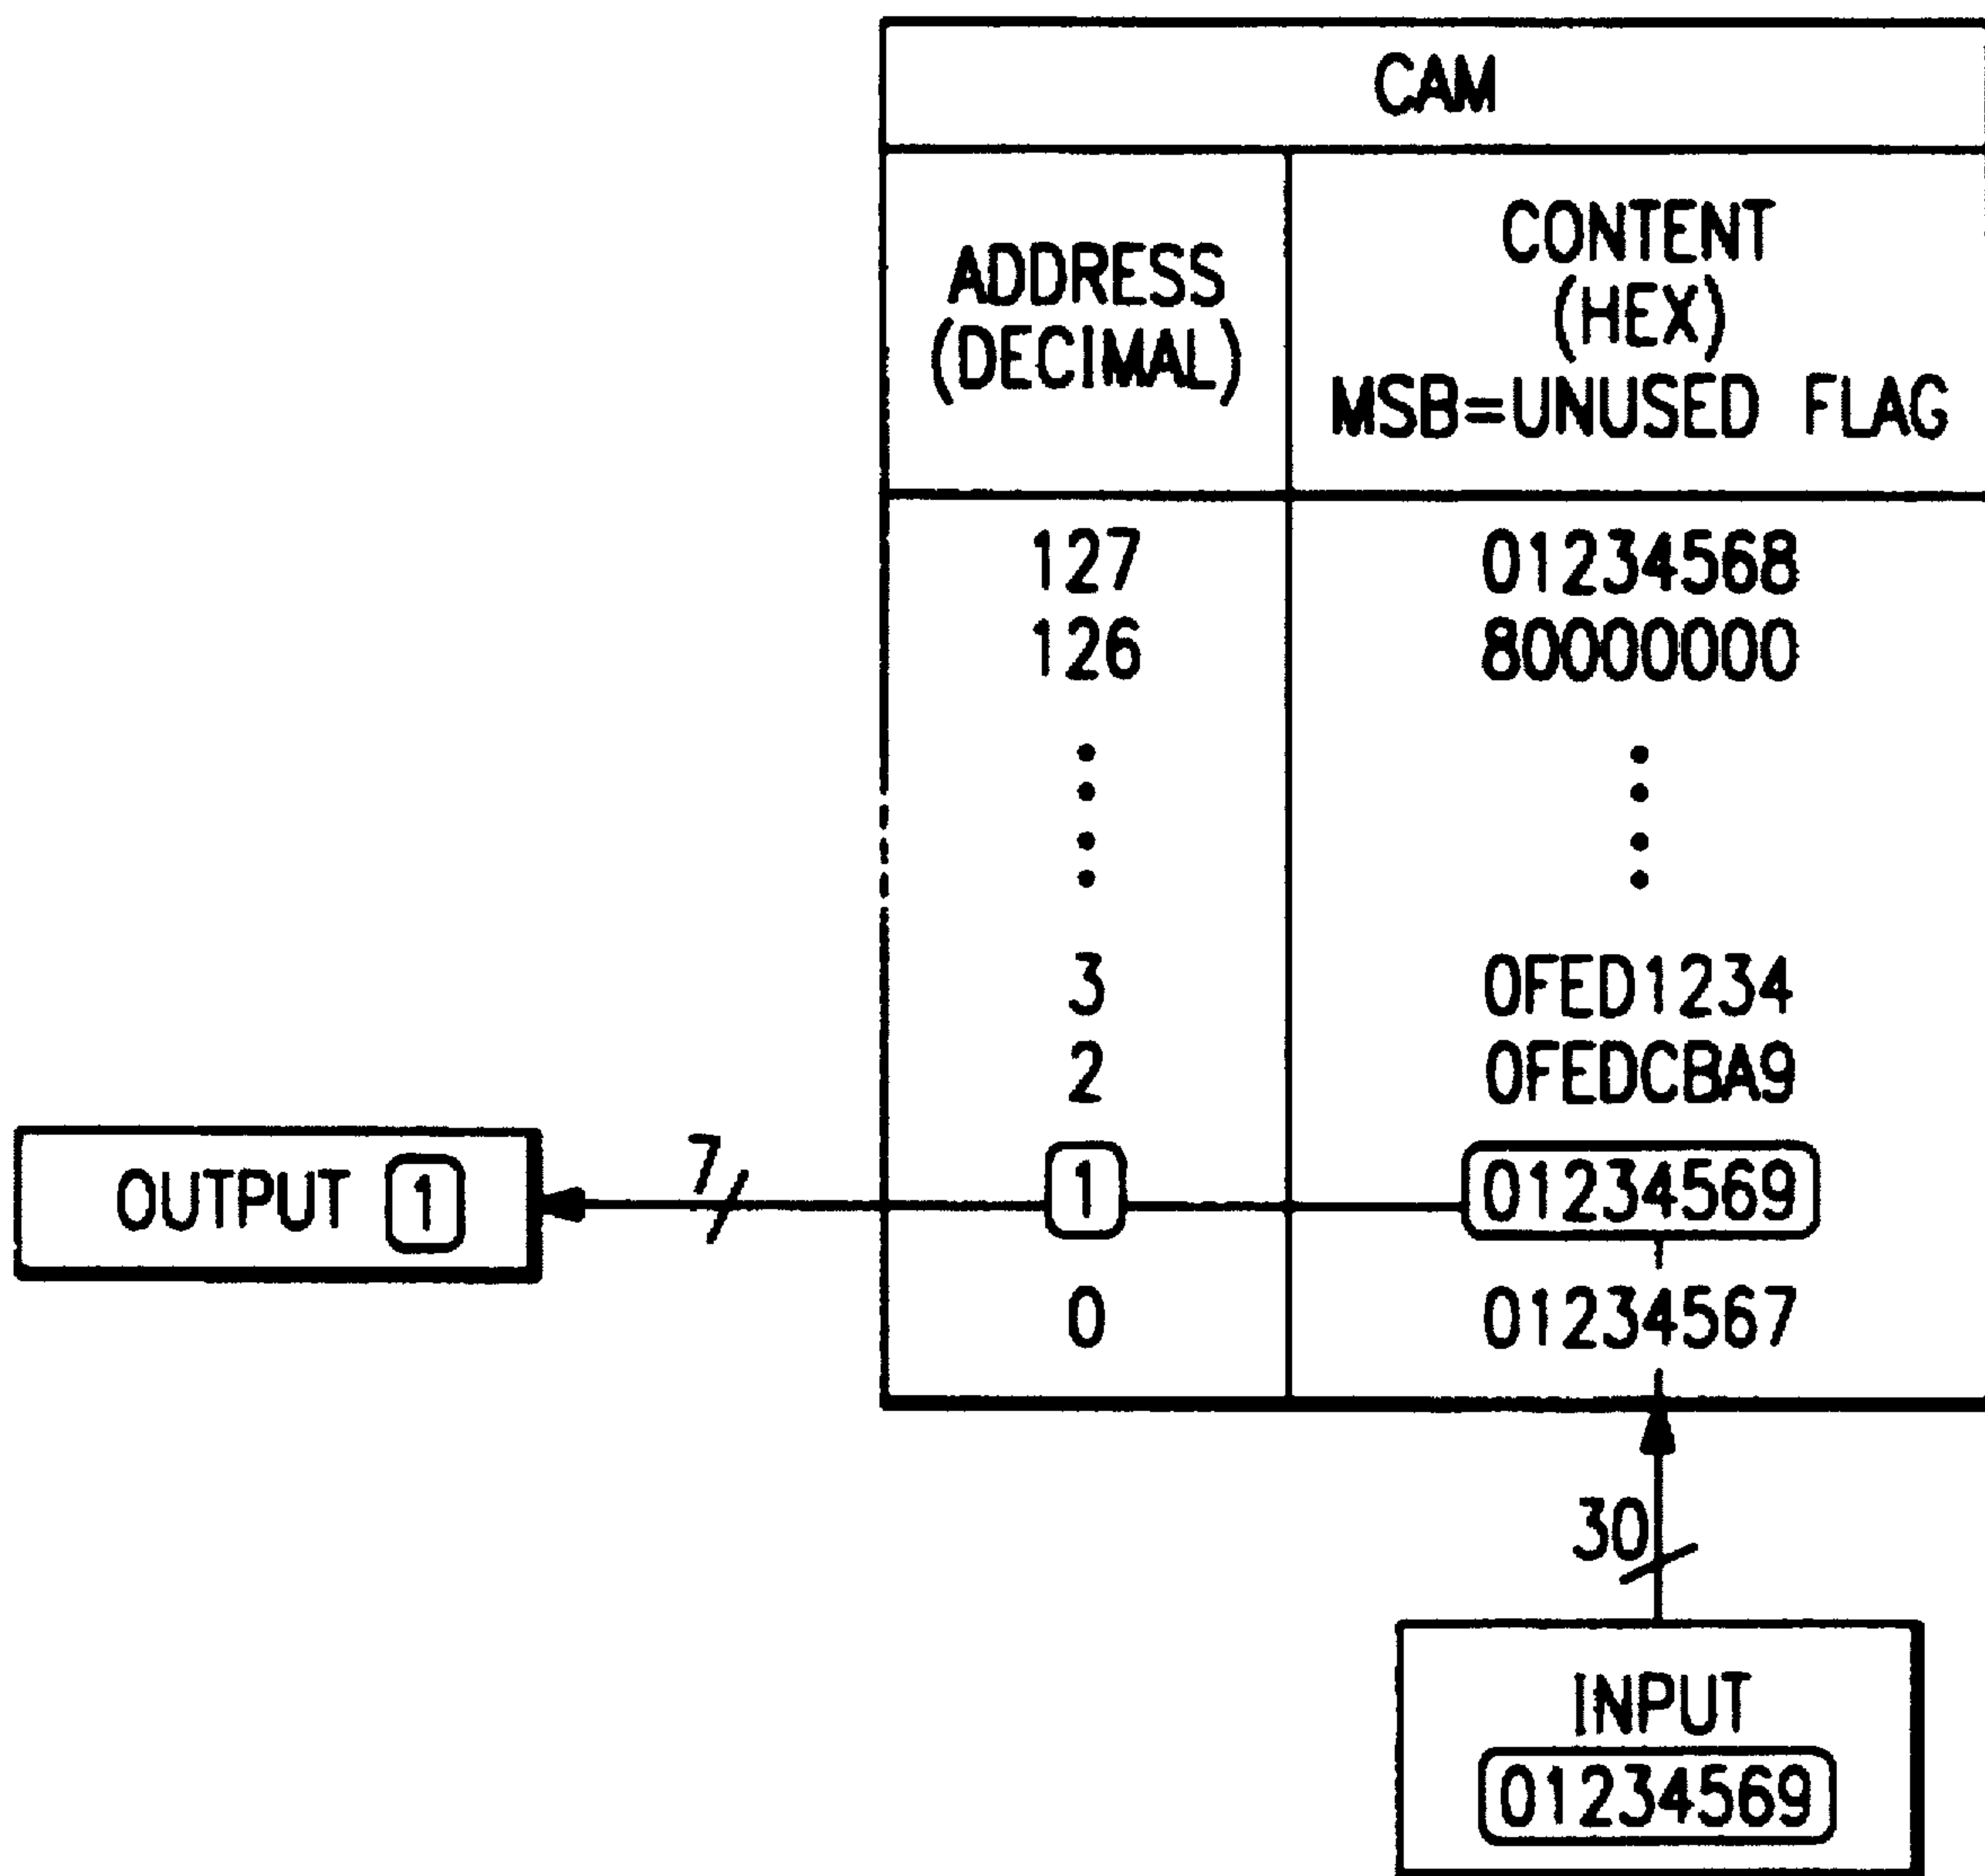 CAM
ADDRESS
(DECIMAL)
CONTENT
(HEX)
MSB=UNUSED FLAG
127 01234568
126 80000000
3 0FED1234
2 0FEDCBA9
OUTPUT 1
7
1 01234569
0 01234567
30
INPUT
01234569